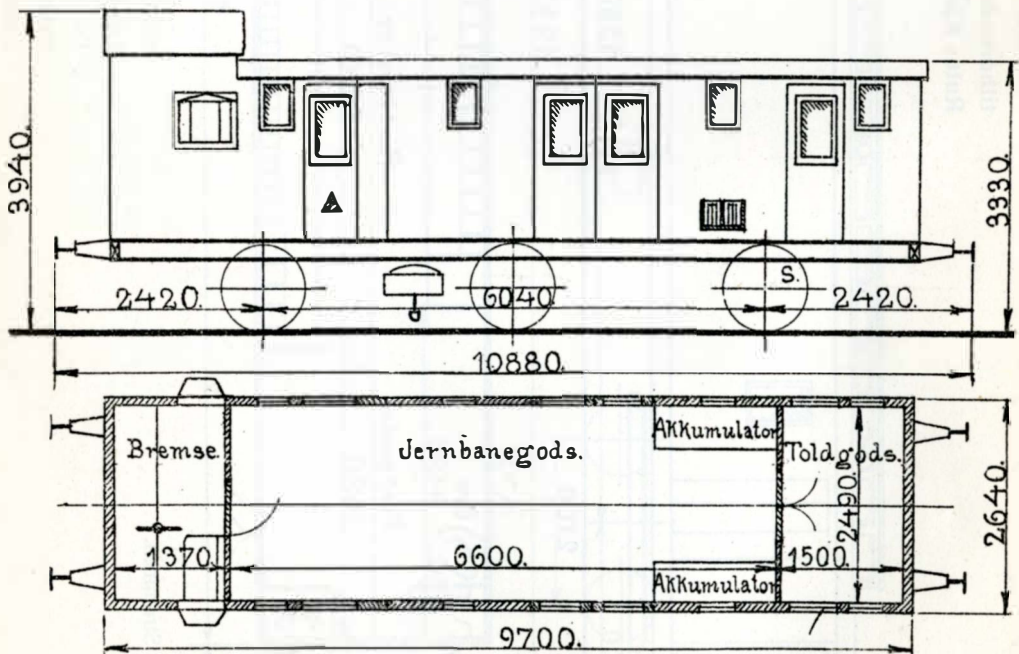 3940.
3330.
S.
2420.
6040.
2420.
10880.
Bremse.
Jernbanegods.
Akkumulator
Toldgods.
2490.
2640.
1370.
6600.
1500.
Akkumulator
9700.